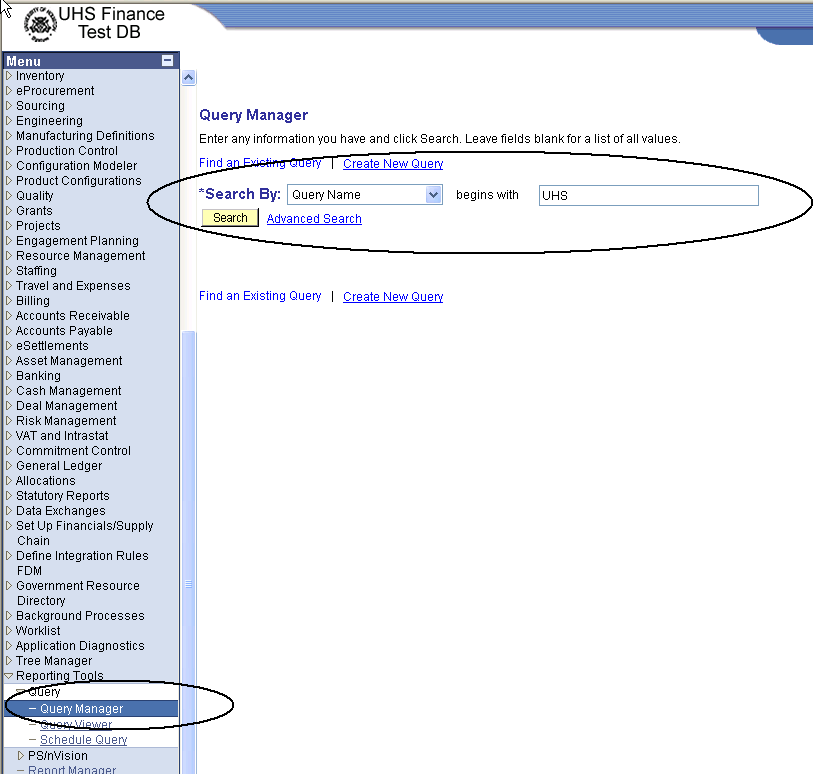 UHS Finance
Test DB
Menu
Inventory
eProcurement
Sourcing
Engineering
Manufacturing Definitions
Production Control
Configuration Modeler
Product Configurations
Quality
Grants
Projects
Engagement Planning
Resource Management
Staffing
Travel and Expenses
Billing
Accounts Receivable
Accounts Payable
eSettlements
Asset Management
Banking
Cash Management
Deal Management
Risk Management
VAT and Intrastat
Commitment Control
General Ledger
Allocations
Statutory Reports
Data Exchanges
Set Up Financials/Supply
Chain
Define Integration Rules
FDM
Government Resource
Directory
Background Processes
Worklist
Application Diagnostics
Tree Manager
Reporting Tools
Query
– Query Manager
– Query Viewer
– Schedule Query
PS/nVision
– Report Manager
Query Manager
Enter any information you have and click Search. Leave fields blank for a list of all values.
Find an Existing Query | Create New Query
*Search By: Query Name begins with UHS
Search Advanced Search
Find an Existing Query | Create New Query